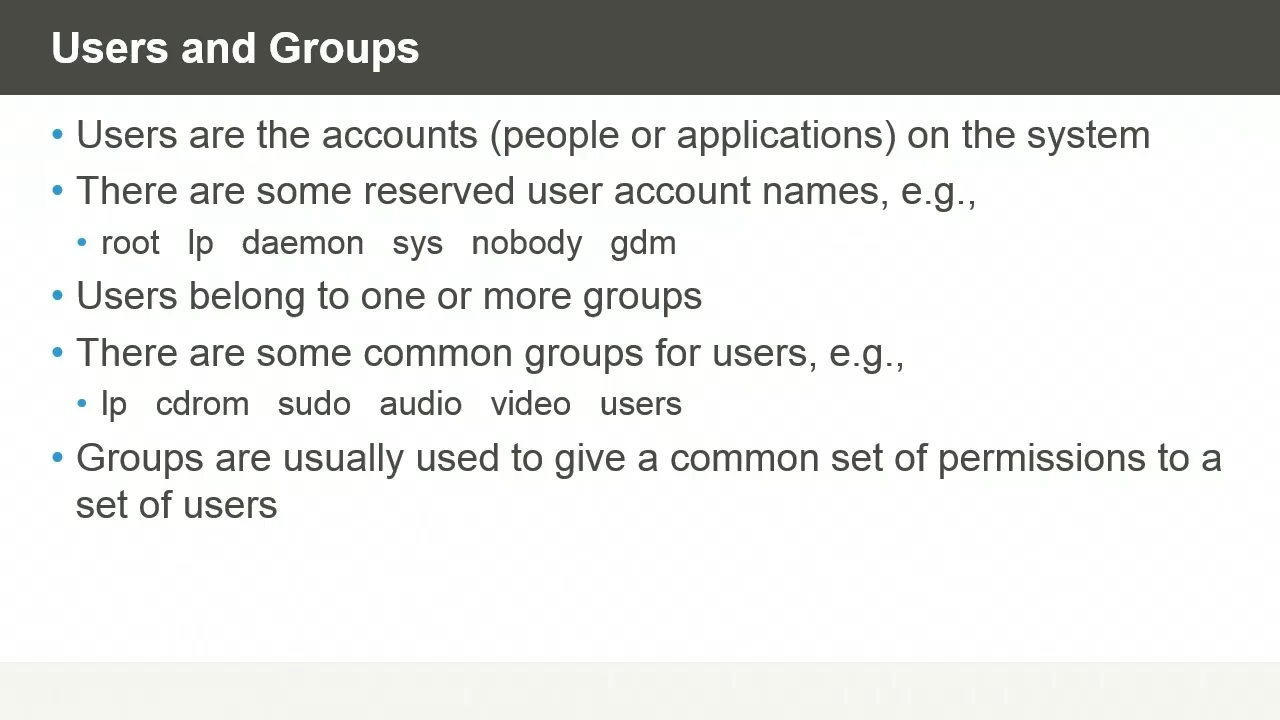 Users and Groups
• Users are the accounts (people or applications) on the system
• There are some reserved user account names, e.g.,
• root lp daemon sys nobody gdm
• Users belong to one or more groups
• There are some common groups for users, e.g.,
• lp cdrom sudo audio video users
• Groups are usually used to give a common set of permissions to a
set of users